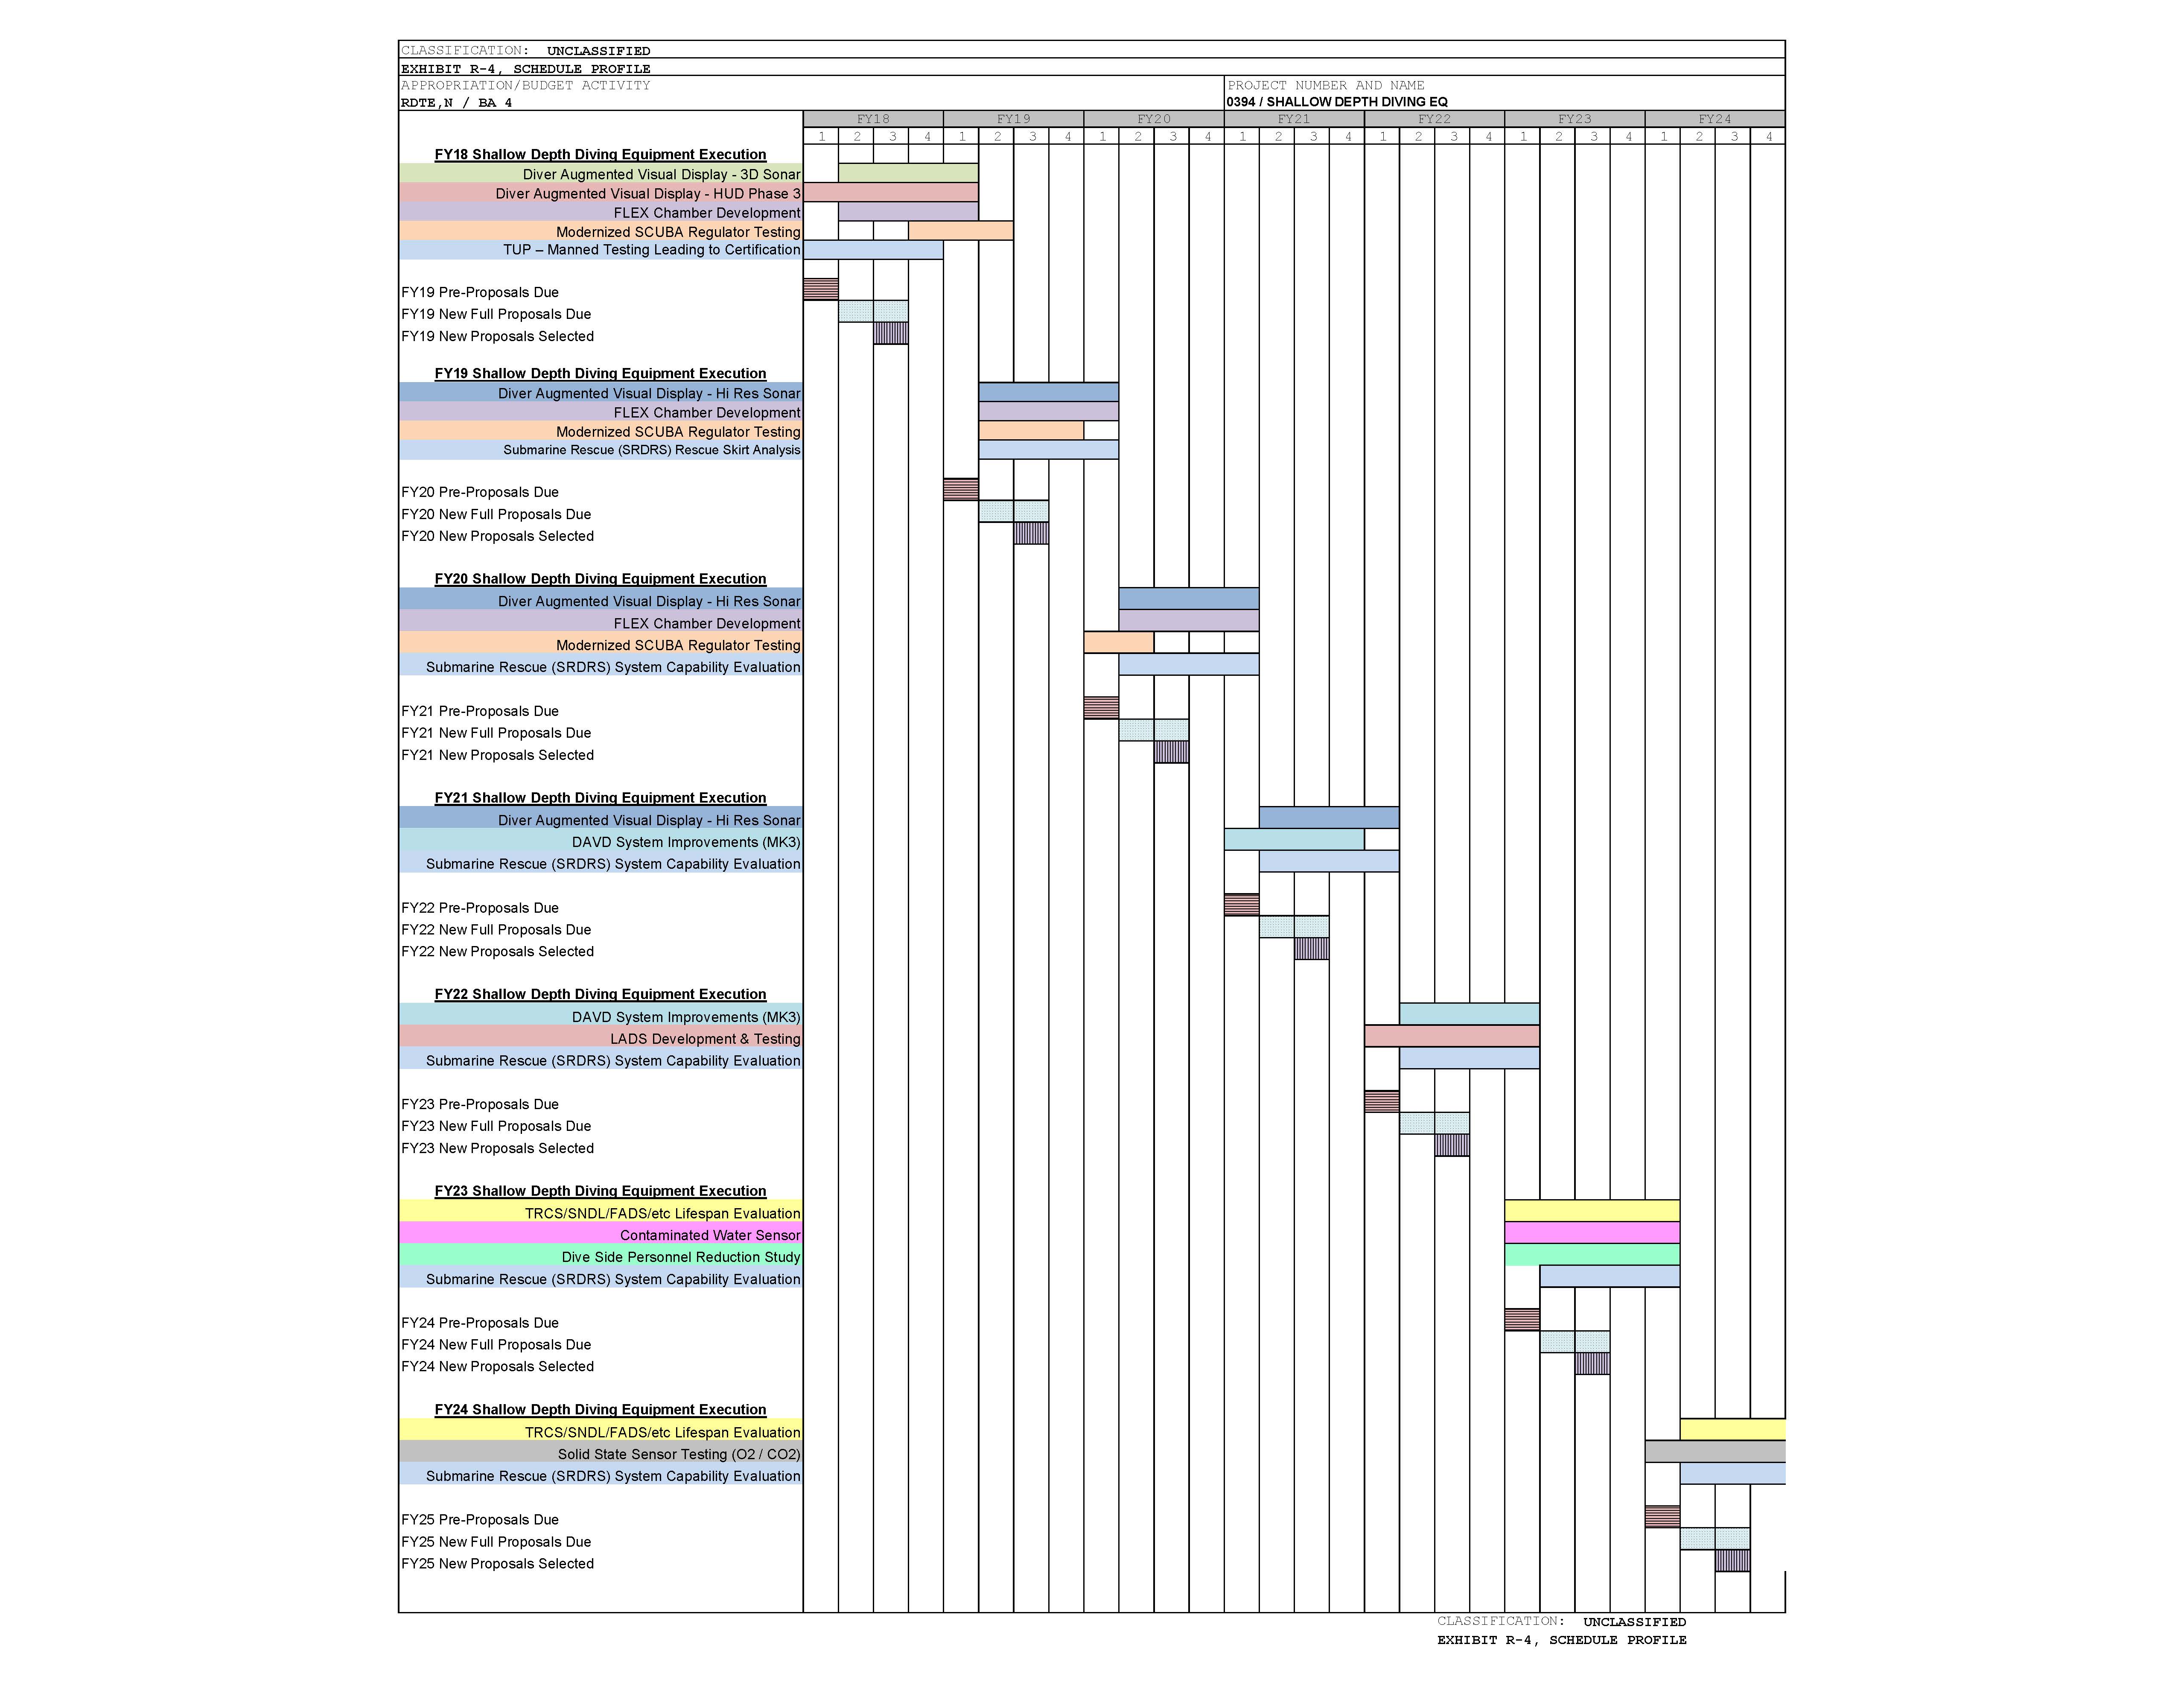 CLASSIFICATION: UNCLASSIFIED
EXHIBIT R-4, SCHEDULE PROFILE
APPROPRIATION/BUDGET ACTIVITY PROJECT NUMBER AND NAME
RDTE,N / BA 4 0394 / SHALLOW DEPTH DIVING EQ
FY18 FY19 FY20 FY21 FY22 FY23 FY24
1 2 3 4 1 2 3 4 1 2 3 4 1 2 3 4 1 2 3 4 1 2 3 4 1 2 3 4
FY18 Shallow Depth Diving Equipment Execution
Diver Augmented Visual Display - 3D Sonar
Diver Augmented Visual Display - HUD Phase 3
FLEX Chamber Development
Modernized SCUBA Regulator Testing
TUP – Manned Testing Leading to Certification
FY19 Pre-Proposals Due
FY19 New Full Proposals Due
FY19 New Proposals Selected
FY19 Shallow Depth Diving Equipment Execution
Diver Augmented Visual Display - Hi Res Sonar
FLEX Chamber Development
Modernized SCUBA Regulator Testing
Submarine Rescue (SRDRS) Rescue Skirt Analysis
FY20 Pre-Proposals Due
FY20 New Full Proposals Due
FY20 New Proposals Selected
FY20 Shallow Depth Diving Equipment Execution
Diver Augmented Visual Display - Hi Res Sonar
FLEX Chamber Development
Modernized SCUBA Regulator Testing
Submarine Rescue (SRDRS) System Capability Evaluation
FY21 Pre-Proposals Due
FY21 New Full Proposals Due
FY21 New Proposals Selected
FY21 Shallow Depth Diving Equipment Execution
Diver Augmented Visual Display - Hi Res Sonar
DAVD System Improvements (MK3)
Submarine Rescue (SRDRS) System Capability Evaluation
FY22 Pre-Proposals Due
FY22 New Full Proposals Due
FY22 New Proposals Selected
FY22 Shallow Depth Diving Equipment Execution
DAVD System Improvements (MK3)
LADS Development & Testing
Submarine Rescue (SRDRS) System Capability Evaluation
FY23 Pre-Proposals Due
FY23 New Full Proposals Due
FY23 New Proposals Selected
FY23 Shallow Depth Diving Equipment Execution
TRCS/SNDL/FADS/etc Lifespan Evaluation
Contaminated Water Sensor
Dive Side Personnel Reduction Study
Submarine Rescue (SRDRS) System Capability Evaluation
FY24 Pre-Proposals Due
FY24 New Full Proposals Due
FY24 New Proposals Selected
FY24 Shallow Depth Diving Equipment Execution
TRCS/SNDL/FADS/etc Lifespan Evaluation
Solid State Sensor Testing (O2 / CO2)
Submarine Rescue (SRDRS) System Capability Evaluation
FY25 Pre-Proposals Due
FY25 New Full Proposals Due
FY25 New Proposals Selected
CLASSIFICATION: UNCLASSIFIED
EXHIBIT R-4, SCHEDULE PROFILE